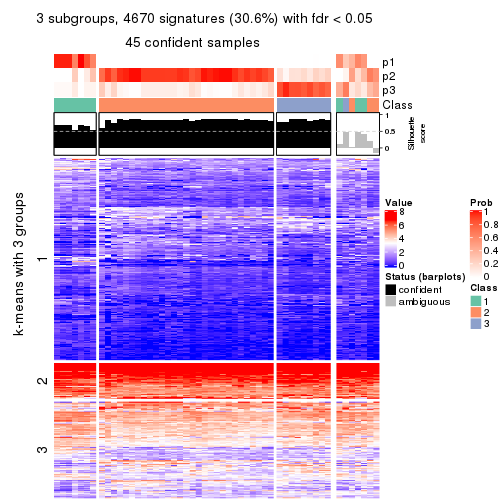 3 subgroups, 4670 signatures (30.6%) with fdr < 0.05
45 confident samples
p1
p2
p3
Class
1
0.5
0
Silhouette
score
k-means with 3 groups
1
2
3
Value
8
6
4
2
0
Status (barplots)
confident
ambiguous
Prob
1
0.8
0.6
0.4
0.2
0
Class
1
2
3